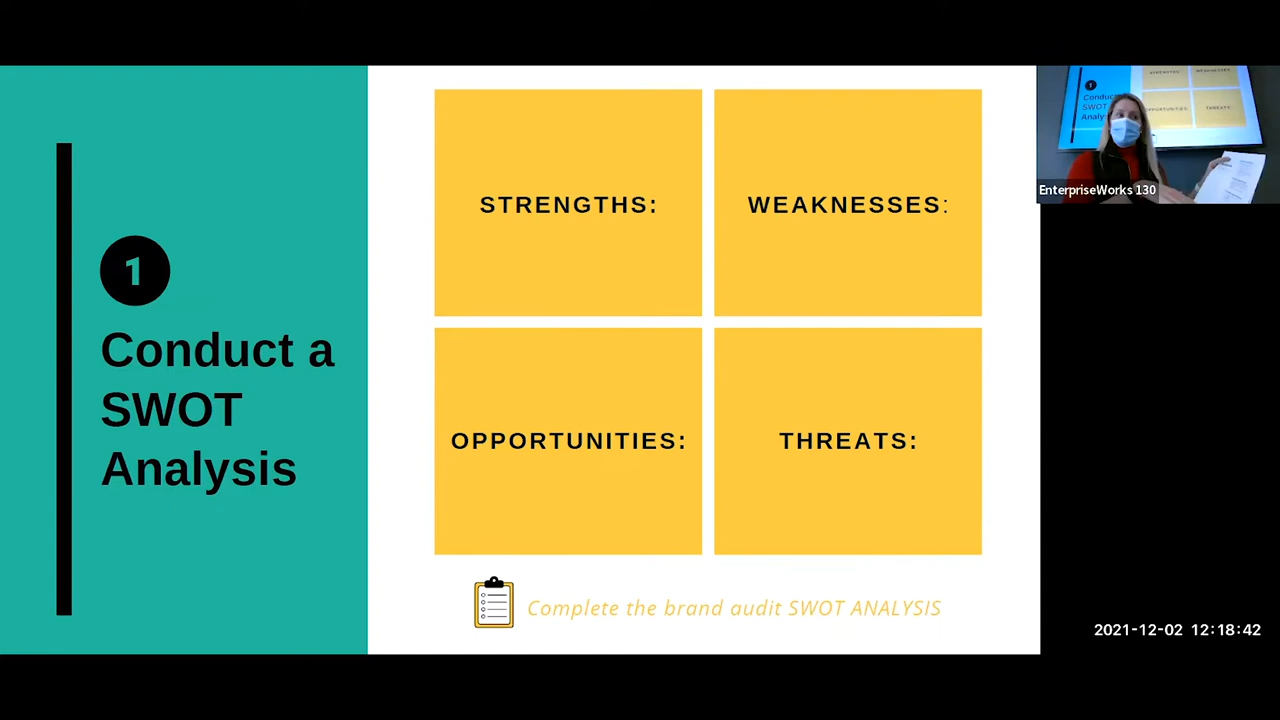 1
Conduct a
SWOT
Analysis
STRENGTHS:
WEAKNESSES:
OPPORTUNITIES:
THREATS:
Complete the brand audit SWOT ANALYSIS
EnterpriseWorks 130
2021-12-02 12:18:42